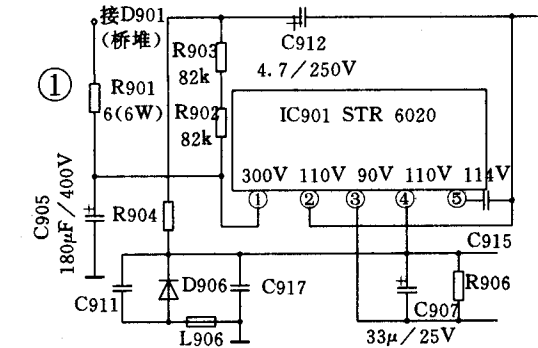 接D901
(桥堆)
①
R901
6(6W)
R903
82k
R902
82k
C912
4.7/250V
IC901 STR 6020
300V 110V 90V 110V 114V
① ② ③ ④ ⑤
C905
180μF/400V
R904
C915
C911
D906
C917
L906
C907
33μ/25V
R906